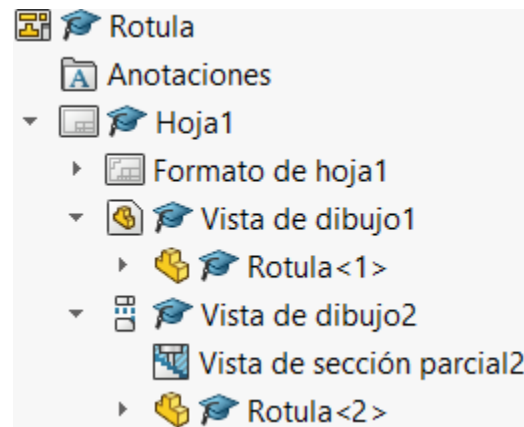 Rotula
Anotaciones
Hoja1
Formato de hoja1
Vista de dibujo1
Rotula<1>
Vista de dibujo2
Vista de sección parcial2
Rotula<2>